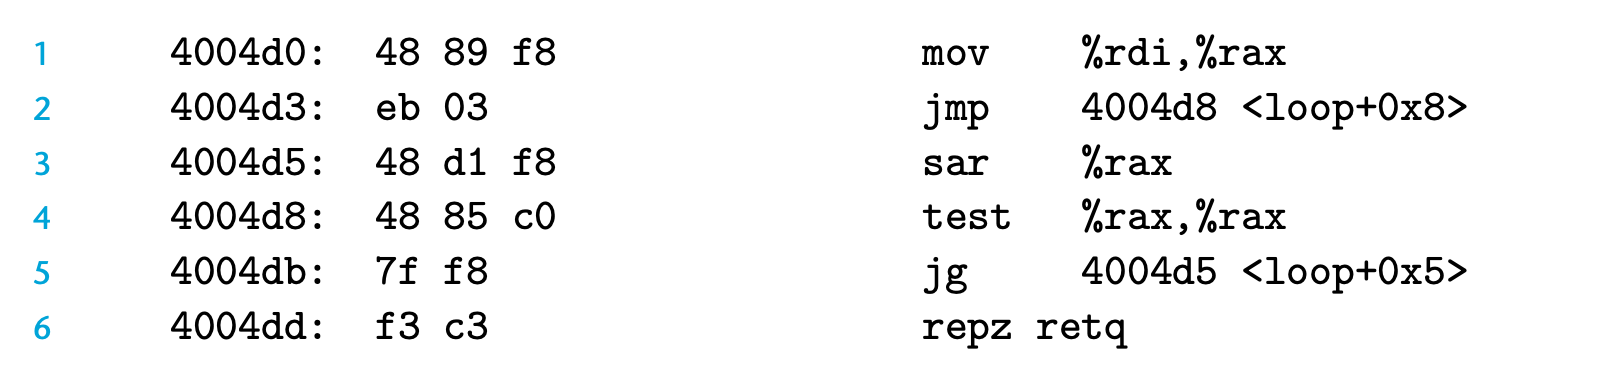 1 4004d0: 48 89 f8 mov %rdi,%rax
2 4004d3: eb 03 jmp 4004d8 <loop+0x8>
3 4004d5: 48 d1 f8 sar %rax
4 4004d8: 48 85 c0 test %rax,%rax
5 4004db: 7f f8 jg 4004d5 <loop+0x5>
6 4004dd: f3 c3 repz retq